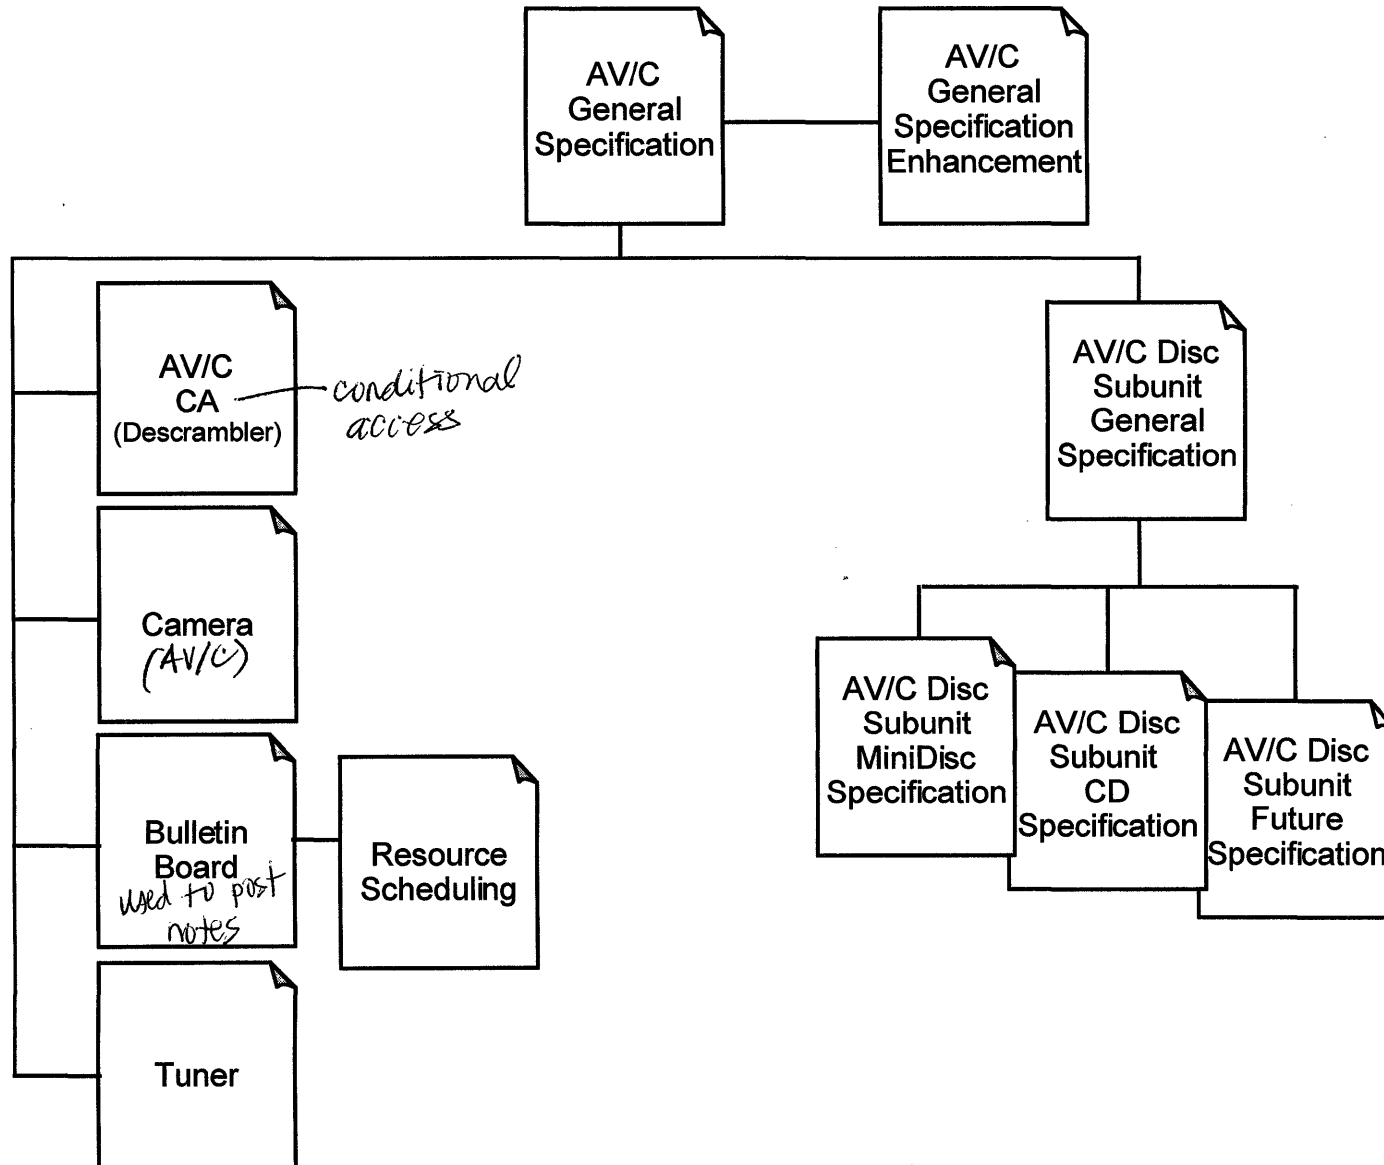 AV/C
General
Specification
AV/C
General
Specification
Enhancement
AV/C
CA
(Descrambler)
conditional
access
AV/C Disc
Subunit
General
Specification
Camera
(AV/C)
AV/C Disc
Subunit
MiniDisc
Specification
AV/C Disc
Subunit
CD
Specification
AV/C Disc
Subunit
Future
Specification
Bulletin
Board
used to post
notes
Resource
Scheduling
Tuner